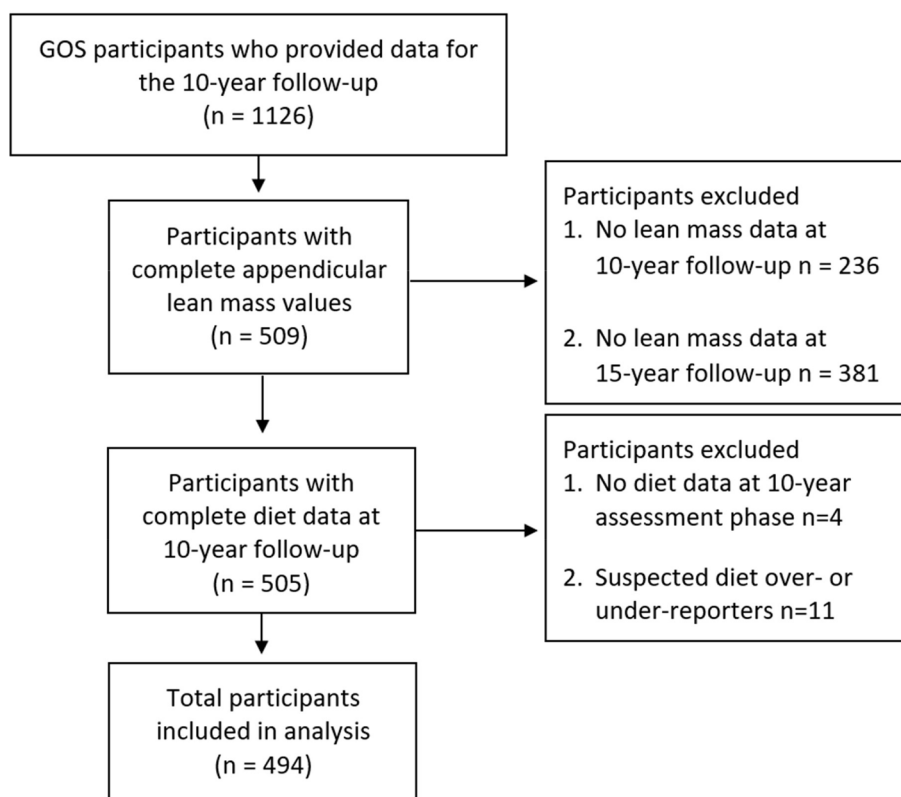 GOS participants who provided data for
the 10-year follow-up
(n = 1126)
Participants with
complete appendicular
lean mass values
(n = 509)
Participants excluded
1. No lean mass data at
10-year follow-up n = 236
2. No lean mass data at
15-year follow-up n = 381
Participants with
complete diet data at
10-year follow-up
(n = 505)
Participants excluded
1. No diet data at 10-year
assessment phase n=4
2. Suspected diet over- or
under-reporters n=11
Total participants
included in analysis
(n = 494)